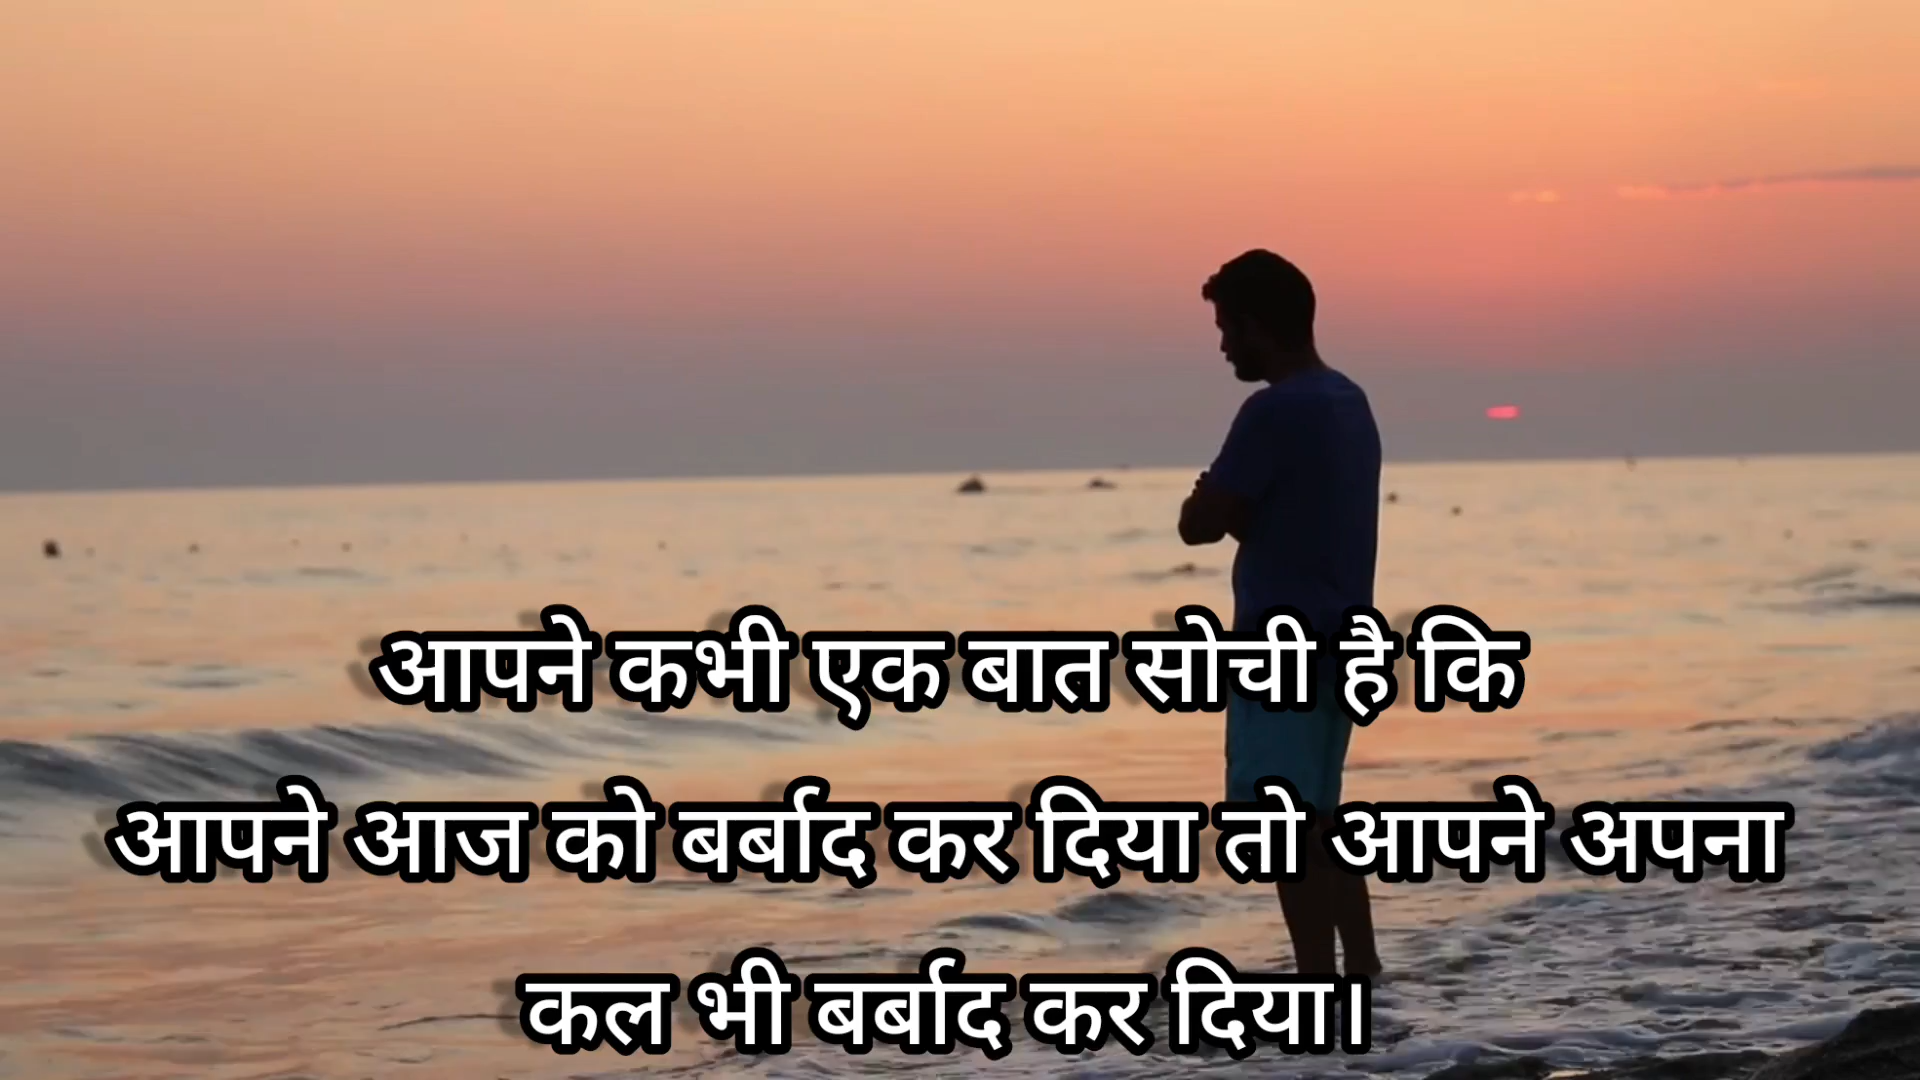 आपने कभी एक बात सोची है कि
आपने आज को बर्बाद कर दिया तो आपने अपना
कल भी बर्बाद कर दिया।